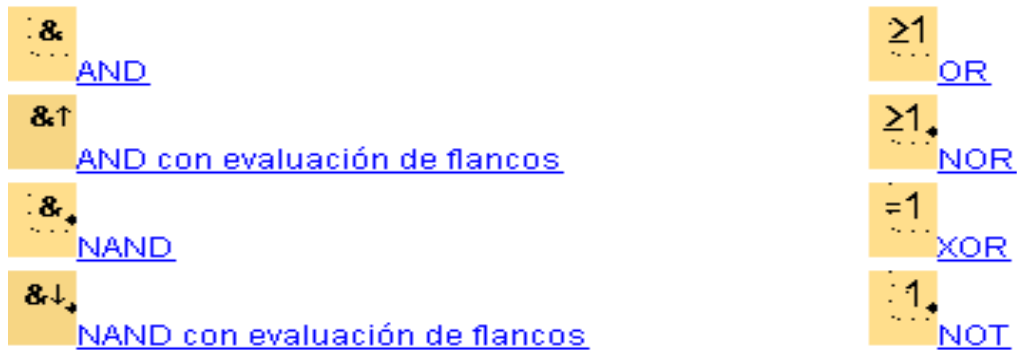 & AND
≥1 OR
&↑ AND con evaluación de flancos
≥1 NOR
& NAND
=1 XOR
&↓ NAND con evaluación de flancos
1 NOT